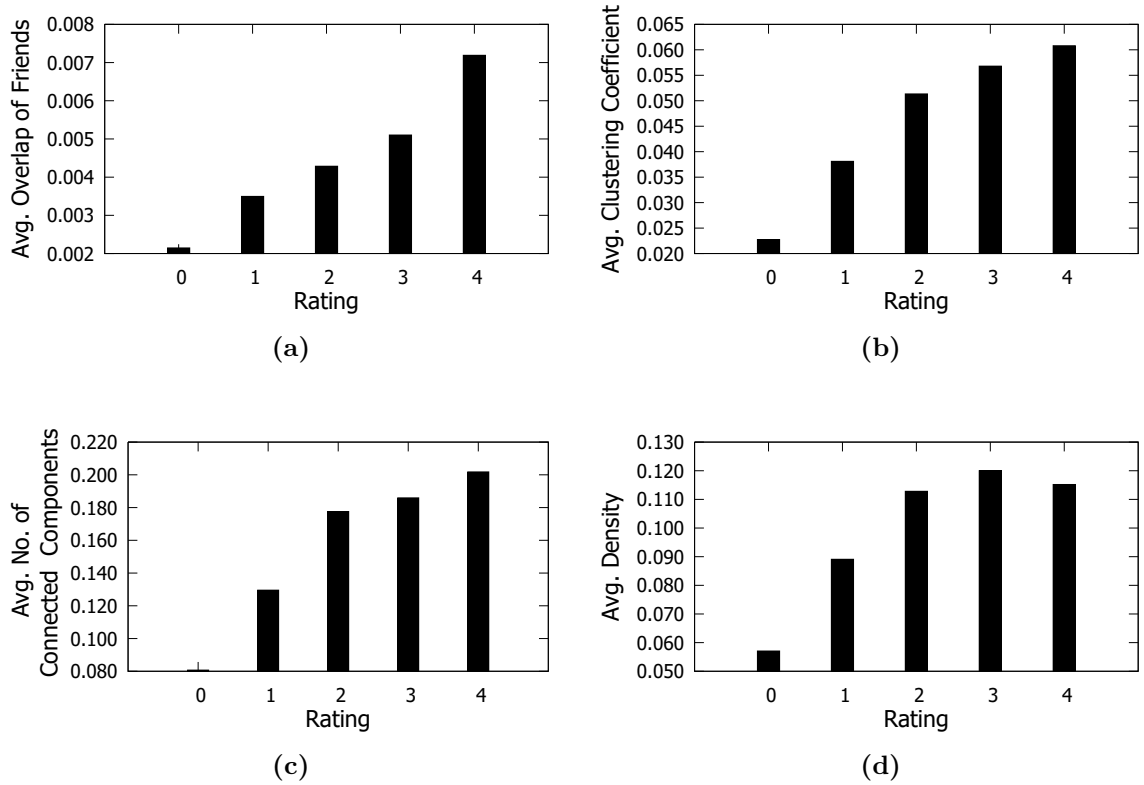 Avg. Overlap of Friends
0.008
0.007
0.006
0.005
0.004
0.003
0.002
0 1 2 3 4
Rating
(a)
Avg. Clustering Coefficient
0.065
0.060
0.055
0.050
0.045
0.040
0.035
0.030
0.025
0.020
0 1 2 3 4
Rating
(b)
Avg. No. of
Connected Components
0.220
0.200
0.180
0.160
0.140
0.120
0.100
0.080
0 1 2 3 4
Rating
(c)
Avg. Density
0.130
0.120
0.110
0.100
0.090
0.080
0.070
0.060
0.050
0 1 2 3 4
Rating
(d)